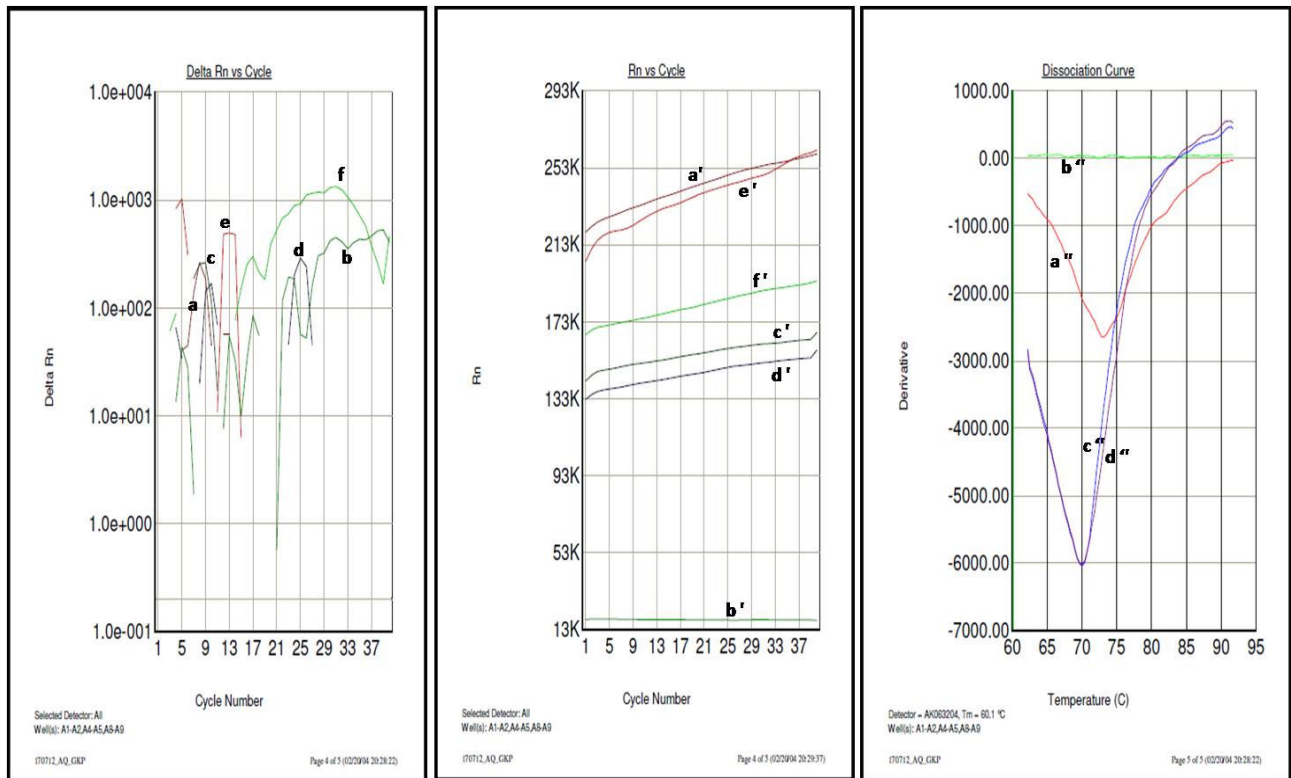 Delta Rn vs Cycle
1.0e+004
1.0e+003
1.0e+002
1.0e+001
1.0e+000
1.0e-001
Delta Rn
f
e
c
d
b
a
1 5 9 13 17 21 25 29 33 37
Cycle Number
Selected Detector: All
Well(s): A1-A2,A4-A5,A8-A9
170712_AQ_GKP
Page 4 of 5 (02/20/04 20:28:22)
Rn vs Cycle
293K
253K
213K
173K
133K
93K
53K
13K
Rn
a'
e'
f'
c'
d'
b'
1 5 9 13 17 21 25 29 33 37
Cycle Number
Selected Detector: All
Well(s): A1-A2,A4-A5,A8-A9
170712_AQ_GKP
Page 4 of 5 (02/20/04 20:29:37)
Dissociation Curve
1000.00
0.00
-1000.00
-2000.00
-3000.00
-4000.00
-5000.00
-6000.00
-7000.00
Derivative
b"
a"
c"
d"
60 65 70 75 80 85 90 95
Temperature (C)
Detector = AK063204, Tm = 60.1 °C
Well(s): A1-A2,A4-A5,A8-A9
170712_AQ_GKP
Page 5 of 5 (02/20/04 20:28:22)